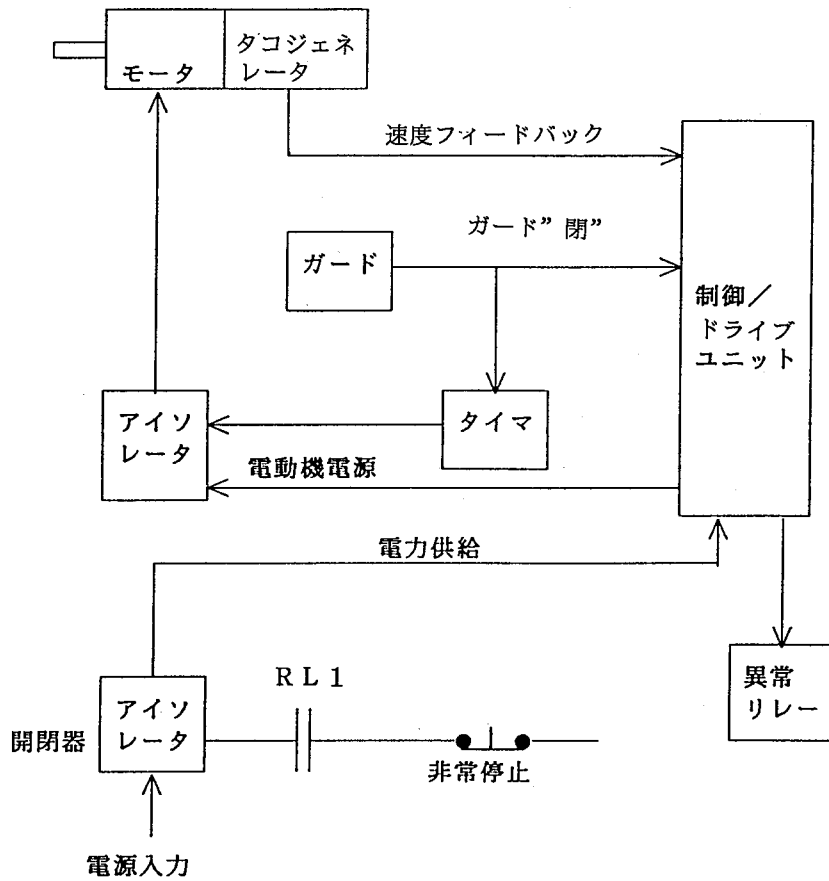 タコジェネ
レータ
モータ
速度フィードバック
ガード”閉”
ガード
制御／
ドライブ
ユニット
アイソ
レータ
タイマ
電動機電源
電力供給
RL1
異常
リレー
アイソ
レータ
開閉器
非常停止
電源入力